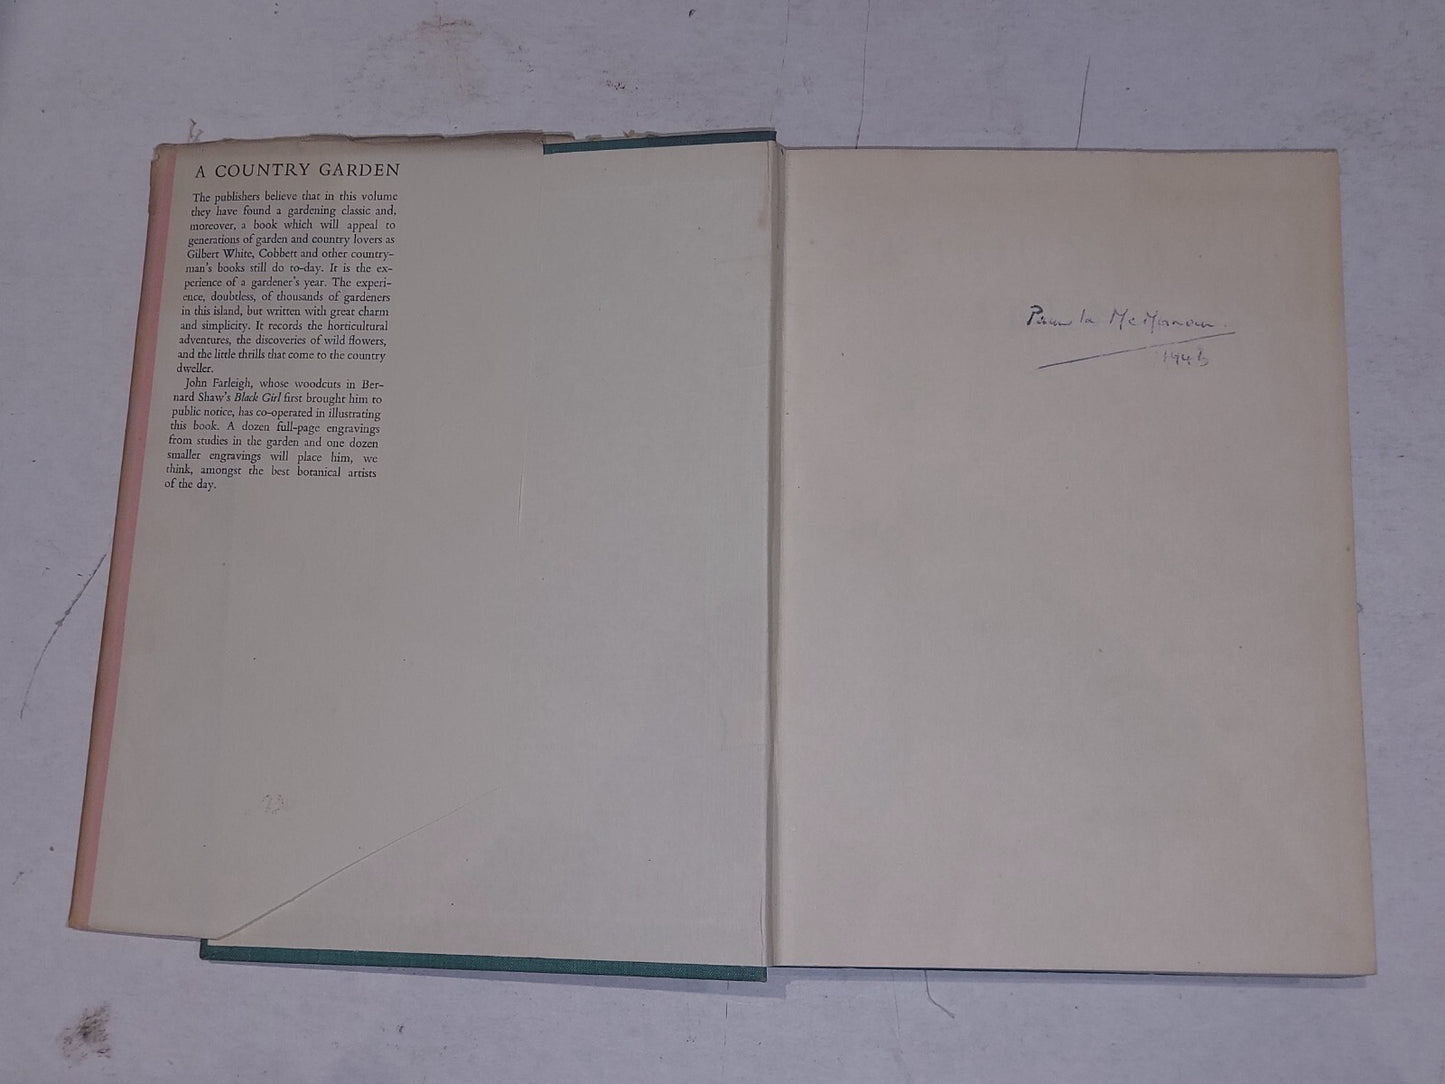 A COUNTRY GARDEN
The publishers believe that in this volume
they have found a gardening classic and,
moreover, a book which will appeal to
generations of garden and country lovers as
Gilbert White, Cobbett and other country-
man's books still do to-day. It is the ex-
perience of a gardener's year. The experi-
ence, doubtless, of thousands of gardeners
in this island, but written with great charm
and simplicity. It records the horticultural
adventures, the discoveries of wild flowers,
and the little thrills that come to the country
dweller.
John Farleigh, whose woodcuts in Ber-
nard Shaw's Black Girl first brought him to
public notice, has co-operated in illustrating
this book. A dozen full-page engravings
from studies in the garden and one dozen
smaller engravings will place him, we
think, amongst the best botanical artists
of the day.